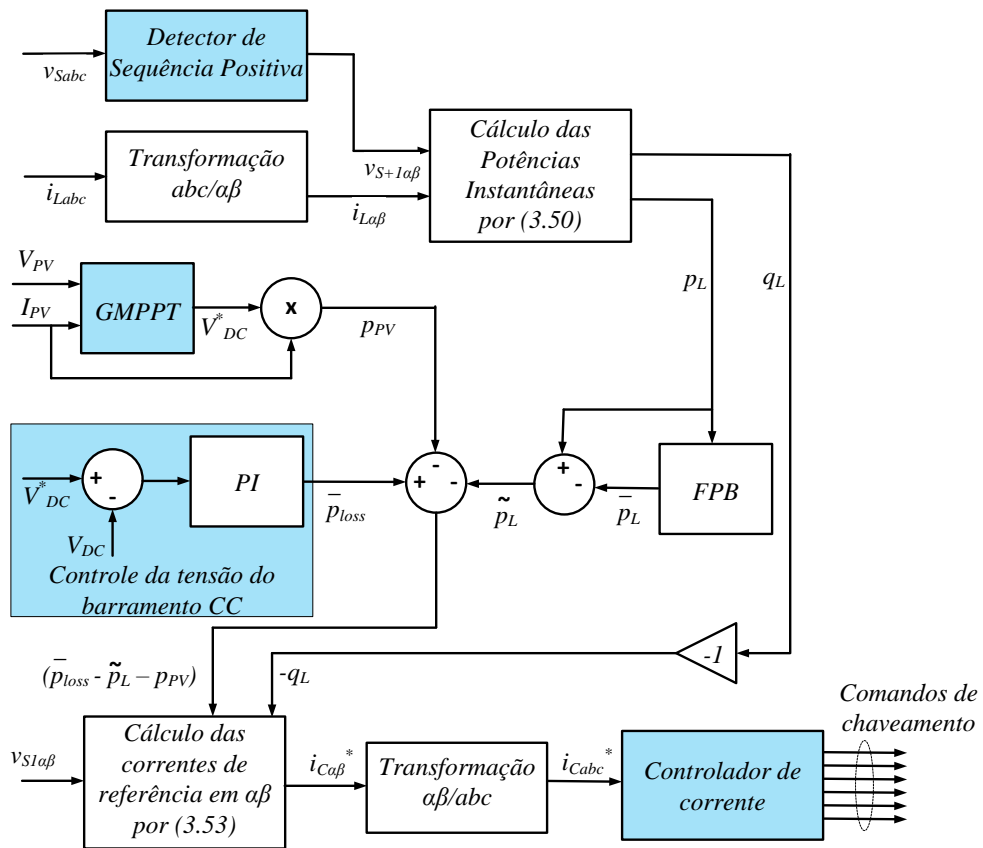 Detector de
Sequência Positiva
v_Sabc
Transformação
abc/αβ
i_Labc
v_S+1αβ
i_Lαβ
Cálculo das
Potências
Instantâneas
por (3.50)
V_PV
I_PV
GMPPT
V*_DC
x
p_PV
p_L
q_L
V*_DC
+
-
V_DC
PI
p̄_loss
Controle da tensão do
barramento CC
-
+
-
p̃_L
+
-
p̄_L
FPB
-1
(p̄_loss - p̃_L – p_PV)
-q_L
v_S1αβ
Cálculo das
correntes de
referência em αβ
por (3.53)
i_Cαβ*
Transformação
αβ/abc
i_Cabc*
Controlador de
corrente
Comandos de
chaveamento